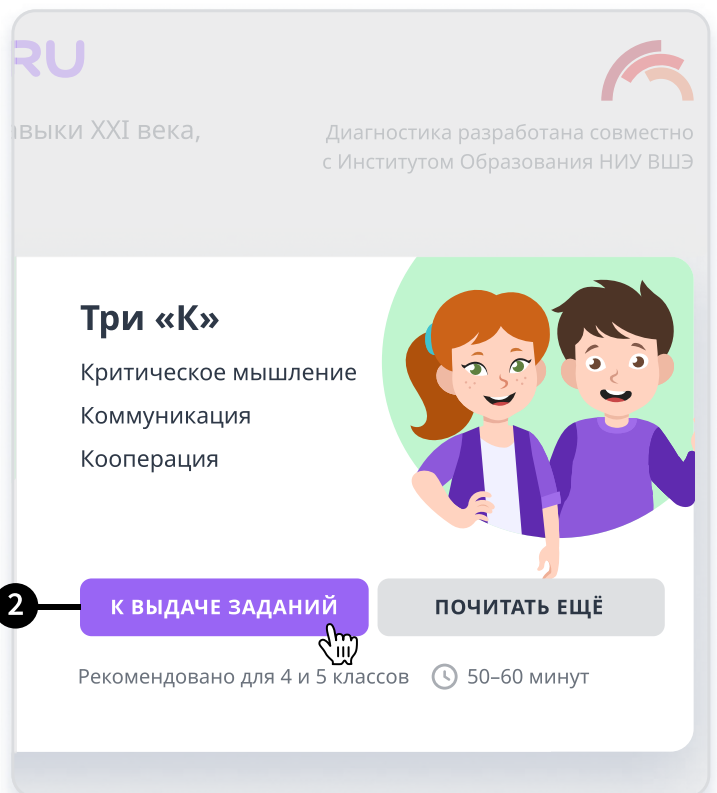 RU
навыки XXI века,
Диагностика разработана совместно
с Институтом Образования НИУ ВШЭ
Три «К»
Критическое мышление
Коммуникация
Кооперация
2
К ВЫДАЧЕ ЗАДАНИЙ
ПОЧИТАТЬ ЕЩЁ
Рекомендовано для 4 и 5 классов
50–60 минут